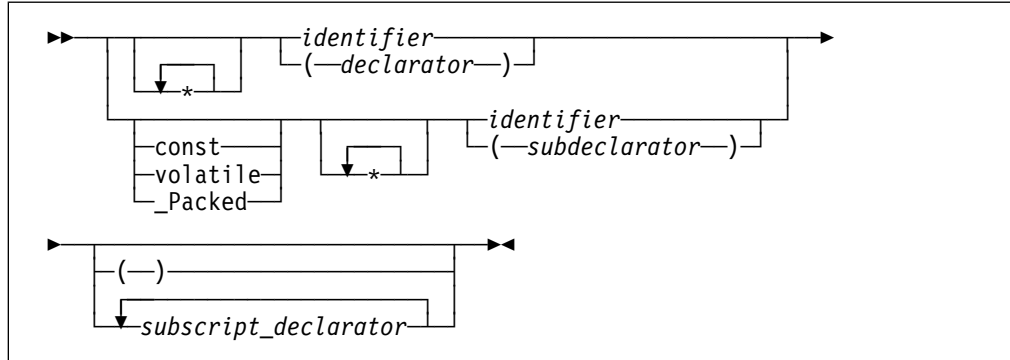 * identifier
( declarator )
const * identifier
volatile ( subdeclarator )
_Packed
( )
subscript_declarator